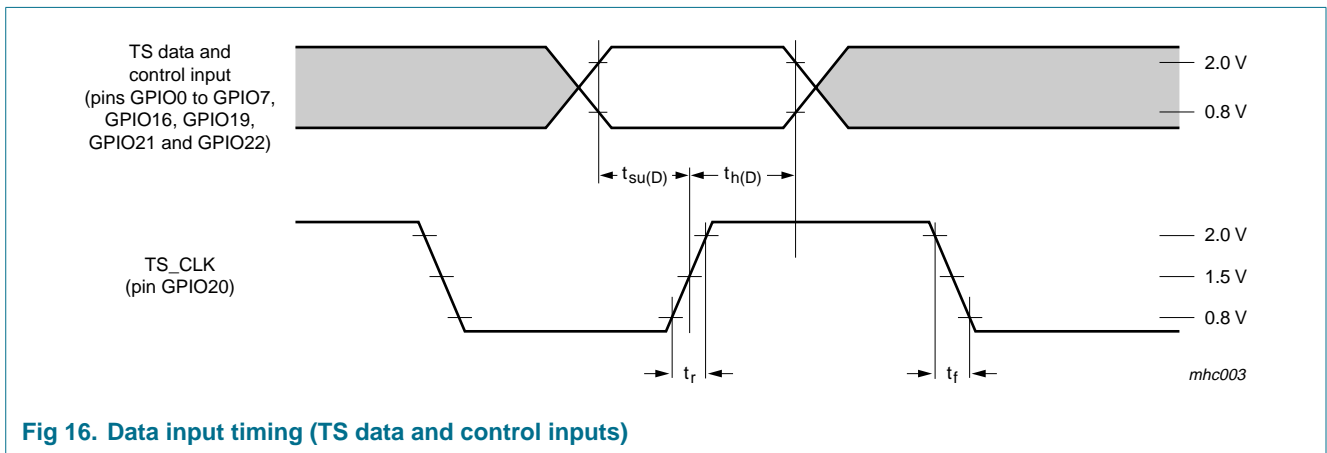 TS data and
control input
(pins GPIO0 to GPIO7,
GPIO16, GPIO19,
GPIO21 and GPIO22)
2.0 V
0.8 V
tsu(D)
th(D)
TS_CLK
(pin GPIO20)
2.0 V
1.5 V
0.8 V
tr
tf
mhc003
Fig 16. Data input timing (TS data and control inputs)